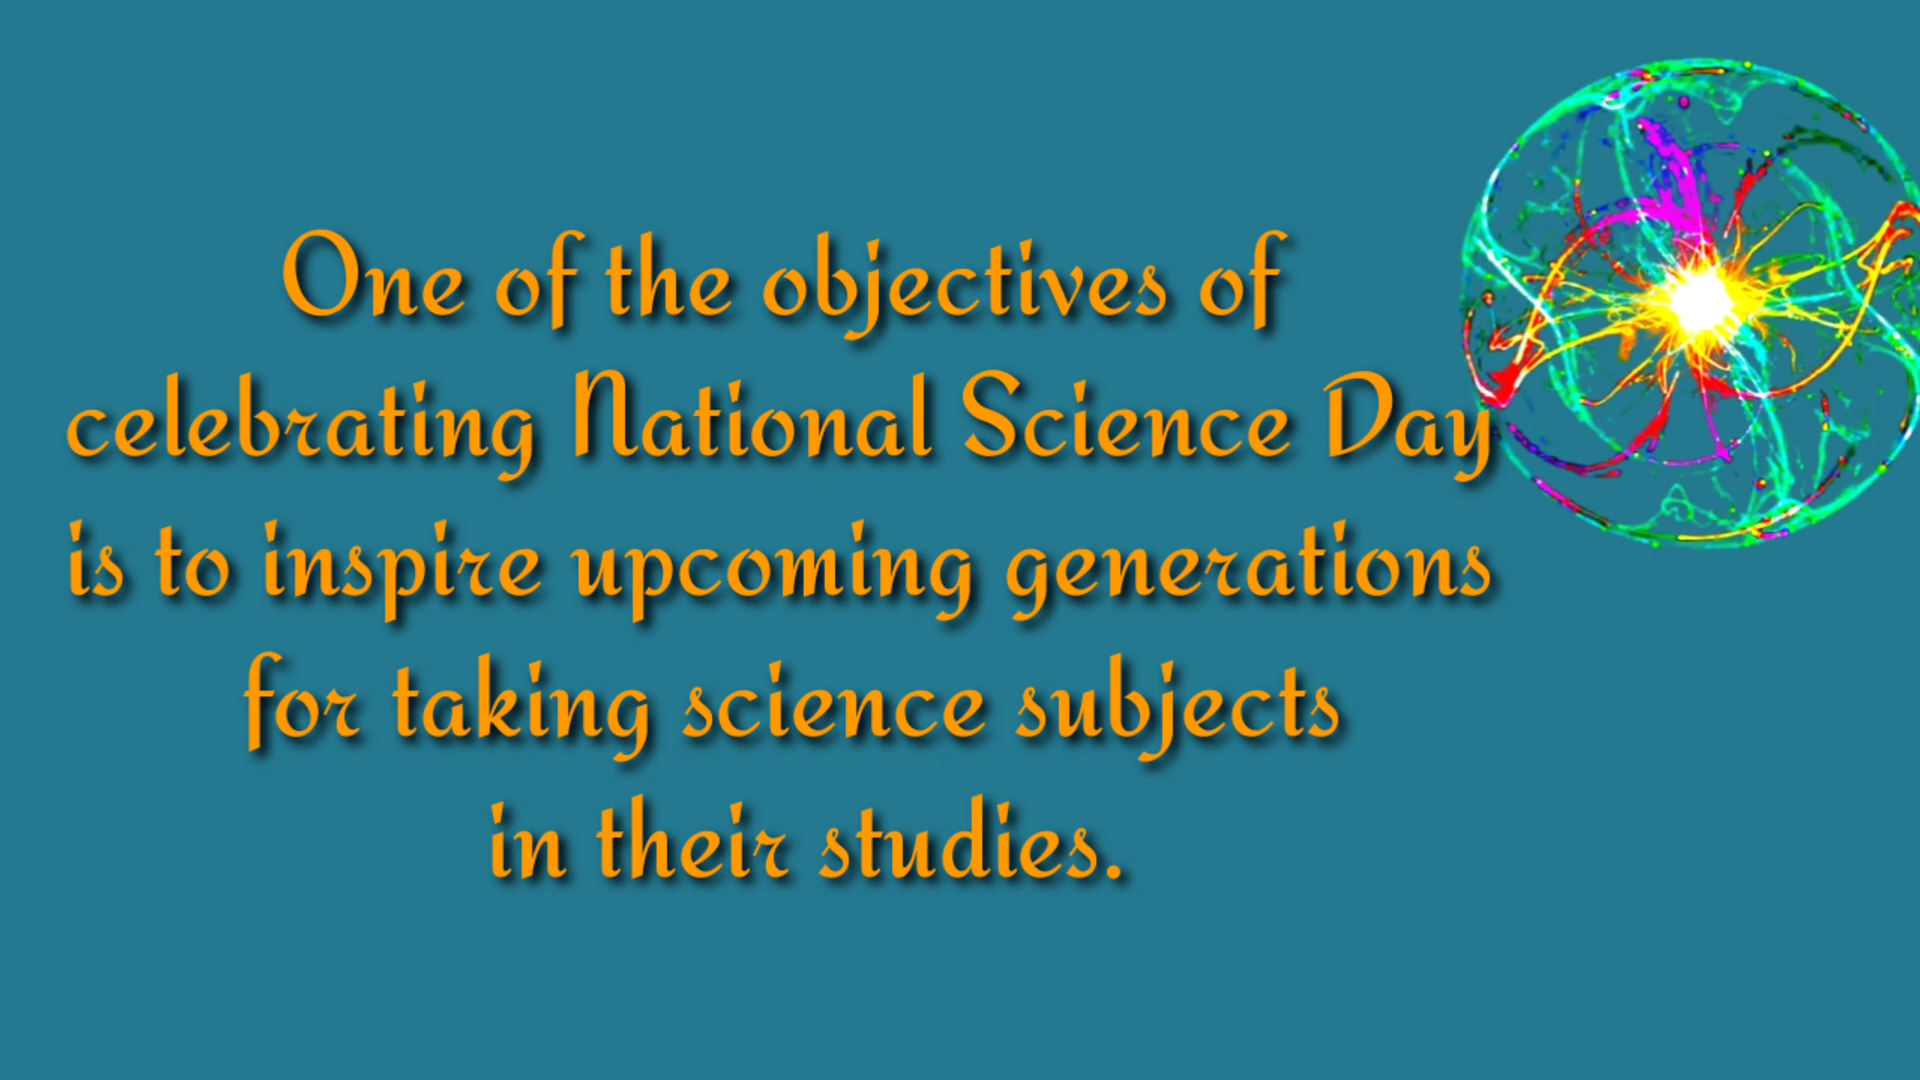 One of the objectives of
celebrating National Science Day
is to inspire upcoming generations
for taking science subjects
in their studies.